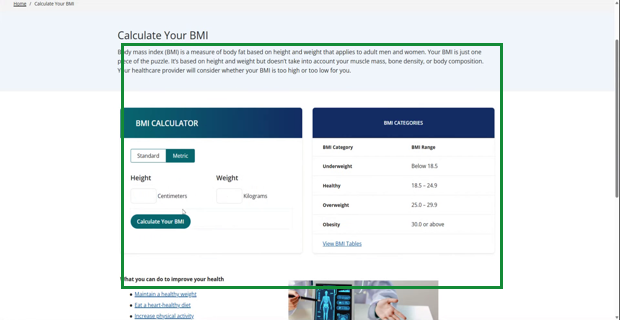 Home / Calculate Your BMI
Calculate Your BMI
Body mass index (BMI) is a measure of body fat based on height and weight that applies to adult men and women. Your BMI is just one
piece of the puzzle. It's based on height and weight but doesn't take into account your muscle mass, bone density, or body composition.
Your healthcare provider will consider whether your BMI is too high or too low for you.
BMI CALCULATOR
Standard Metric
Height Weight
Centimeters Kilograms
Calculate Your BMI
BMI CATEGORIES
BMI Category BMI Range
Underweight Below 18.5
Healthy 18.5 – 24.9
Overweight 25.0 – 29.9
Obesity 30.0 or above
View BMI Tables
What you can do to improve your health
Maintain a healthy weight
Eat a heart-healthy diet
Increase physical activity